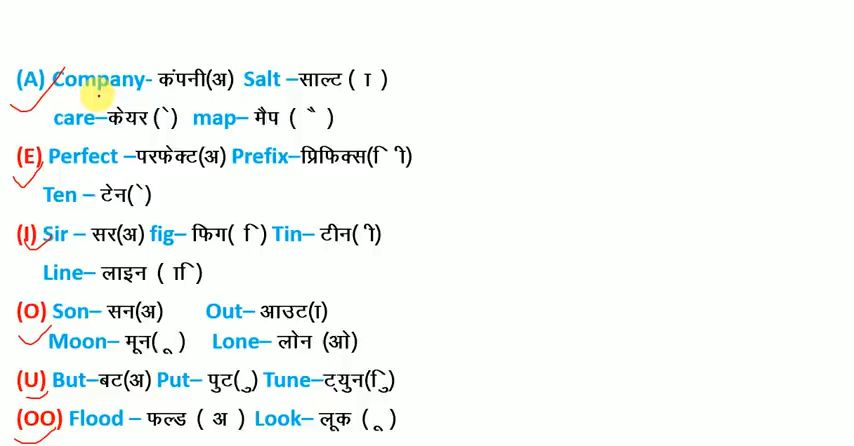 (A) Company- कंपनी(अ) Salt –साल्ट ( ा )
care–केयर (े) map– मैप ( ै )
(E) Perfect –परफेक्ट(अ) Prefix–प्रिफिक्स(ि ी)
Ten – टेन(े)
(I) Sir – सर(अ) fig– फिग( ि ) Tin– टीन( ी)
Line– लाइन ( ाि)
(O) Son– सन(अ) Out– आउट(ा)
Moon– मून( ू ) Lone– लोन (ओ)
(U) But–बट(अ) Put– पुट(ु) Tune–ट्युन(िु)
(OO) Flood – फल्ड ( अ ) Look– लूक ( ू )